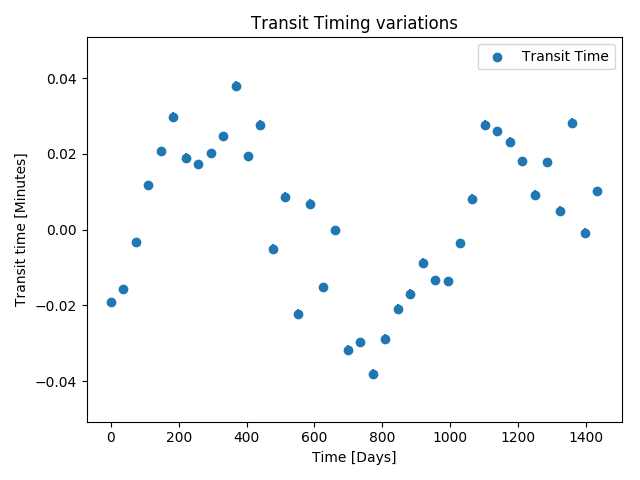 Transit Timing variations
Transit Time
Transit time [Minutes]
0.04
0.02
0.00
−0.02
−0.04
0 200 400 600 800 1000 1200 1400
Time [Days]